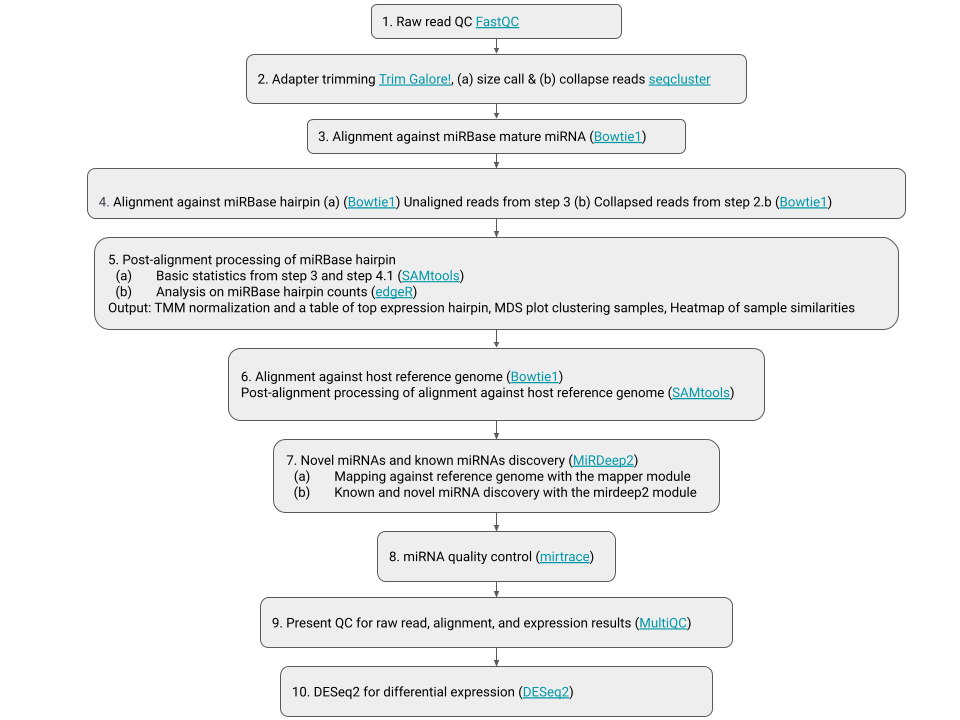 1. Raw read QC FastQC
2. Adapter trimming Trim Galore!, (a) size call & (b) collapse reads seqcluster
3. Alignment against miRBase mature miRNA (Bowtie1)
4. Alignment against miRBase hairpin (a) (Bowtie1) Unaligned reads from step 3 (b) Collapsed reads from step 2.b (Bowtie1)
5. Post-alignment processing of miRBase hairpin
(a) Basic statistics from step 3 and step 4.1 (SAMtools)
(b) Analysis on miRBase hairpin counts (edgeR)
Output: TMM normalization and a table of top expression hairpin, MDS plot clustering samples, Heatmap of sample similarities
6. Alignment against host reference genome (Bowtie1)
Post-alignment processing of alignment against host reference genome (SAMtools)
7. Novel miRNAs and known miRNAs discovery (MiRDeep2)
(a) Mapping against reference genome with the mapper module
(b) Known and novel miRNA discovery with the mirdeep2 module
8. miRNA quality control (mirtrace)
9. Present QC for raw read, alignment, and expression results (MultiQC)
10. DESeq2 for differential expression (DESeq2)